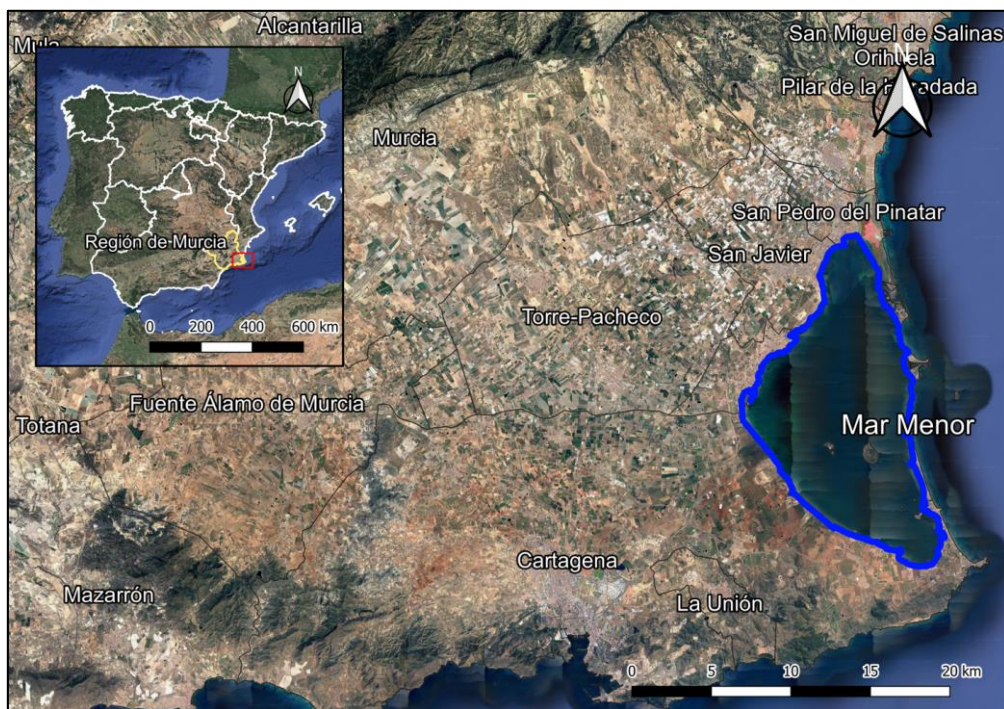 Alcantarilla
San Miguel de Salinas
Orihuela
N
Pilar de la Horadada
Mula
N
Murcia
Región de Murcia
0 200 400 600 km
San Pedro del Pinatar
San Javier
Torre-Pacheco
Fuente Álamo de Murcia
Totana
Mar Menor
Cartagena
Mazarrón
La Unión
0 5 10 15 20 km